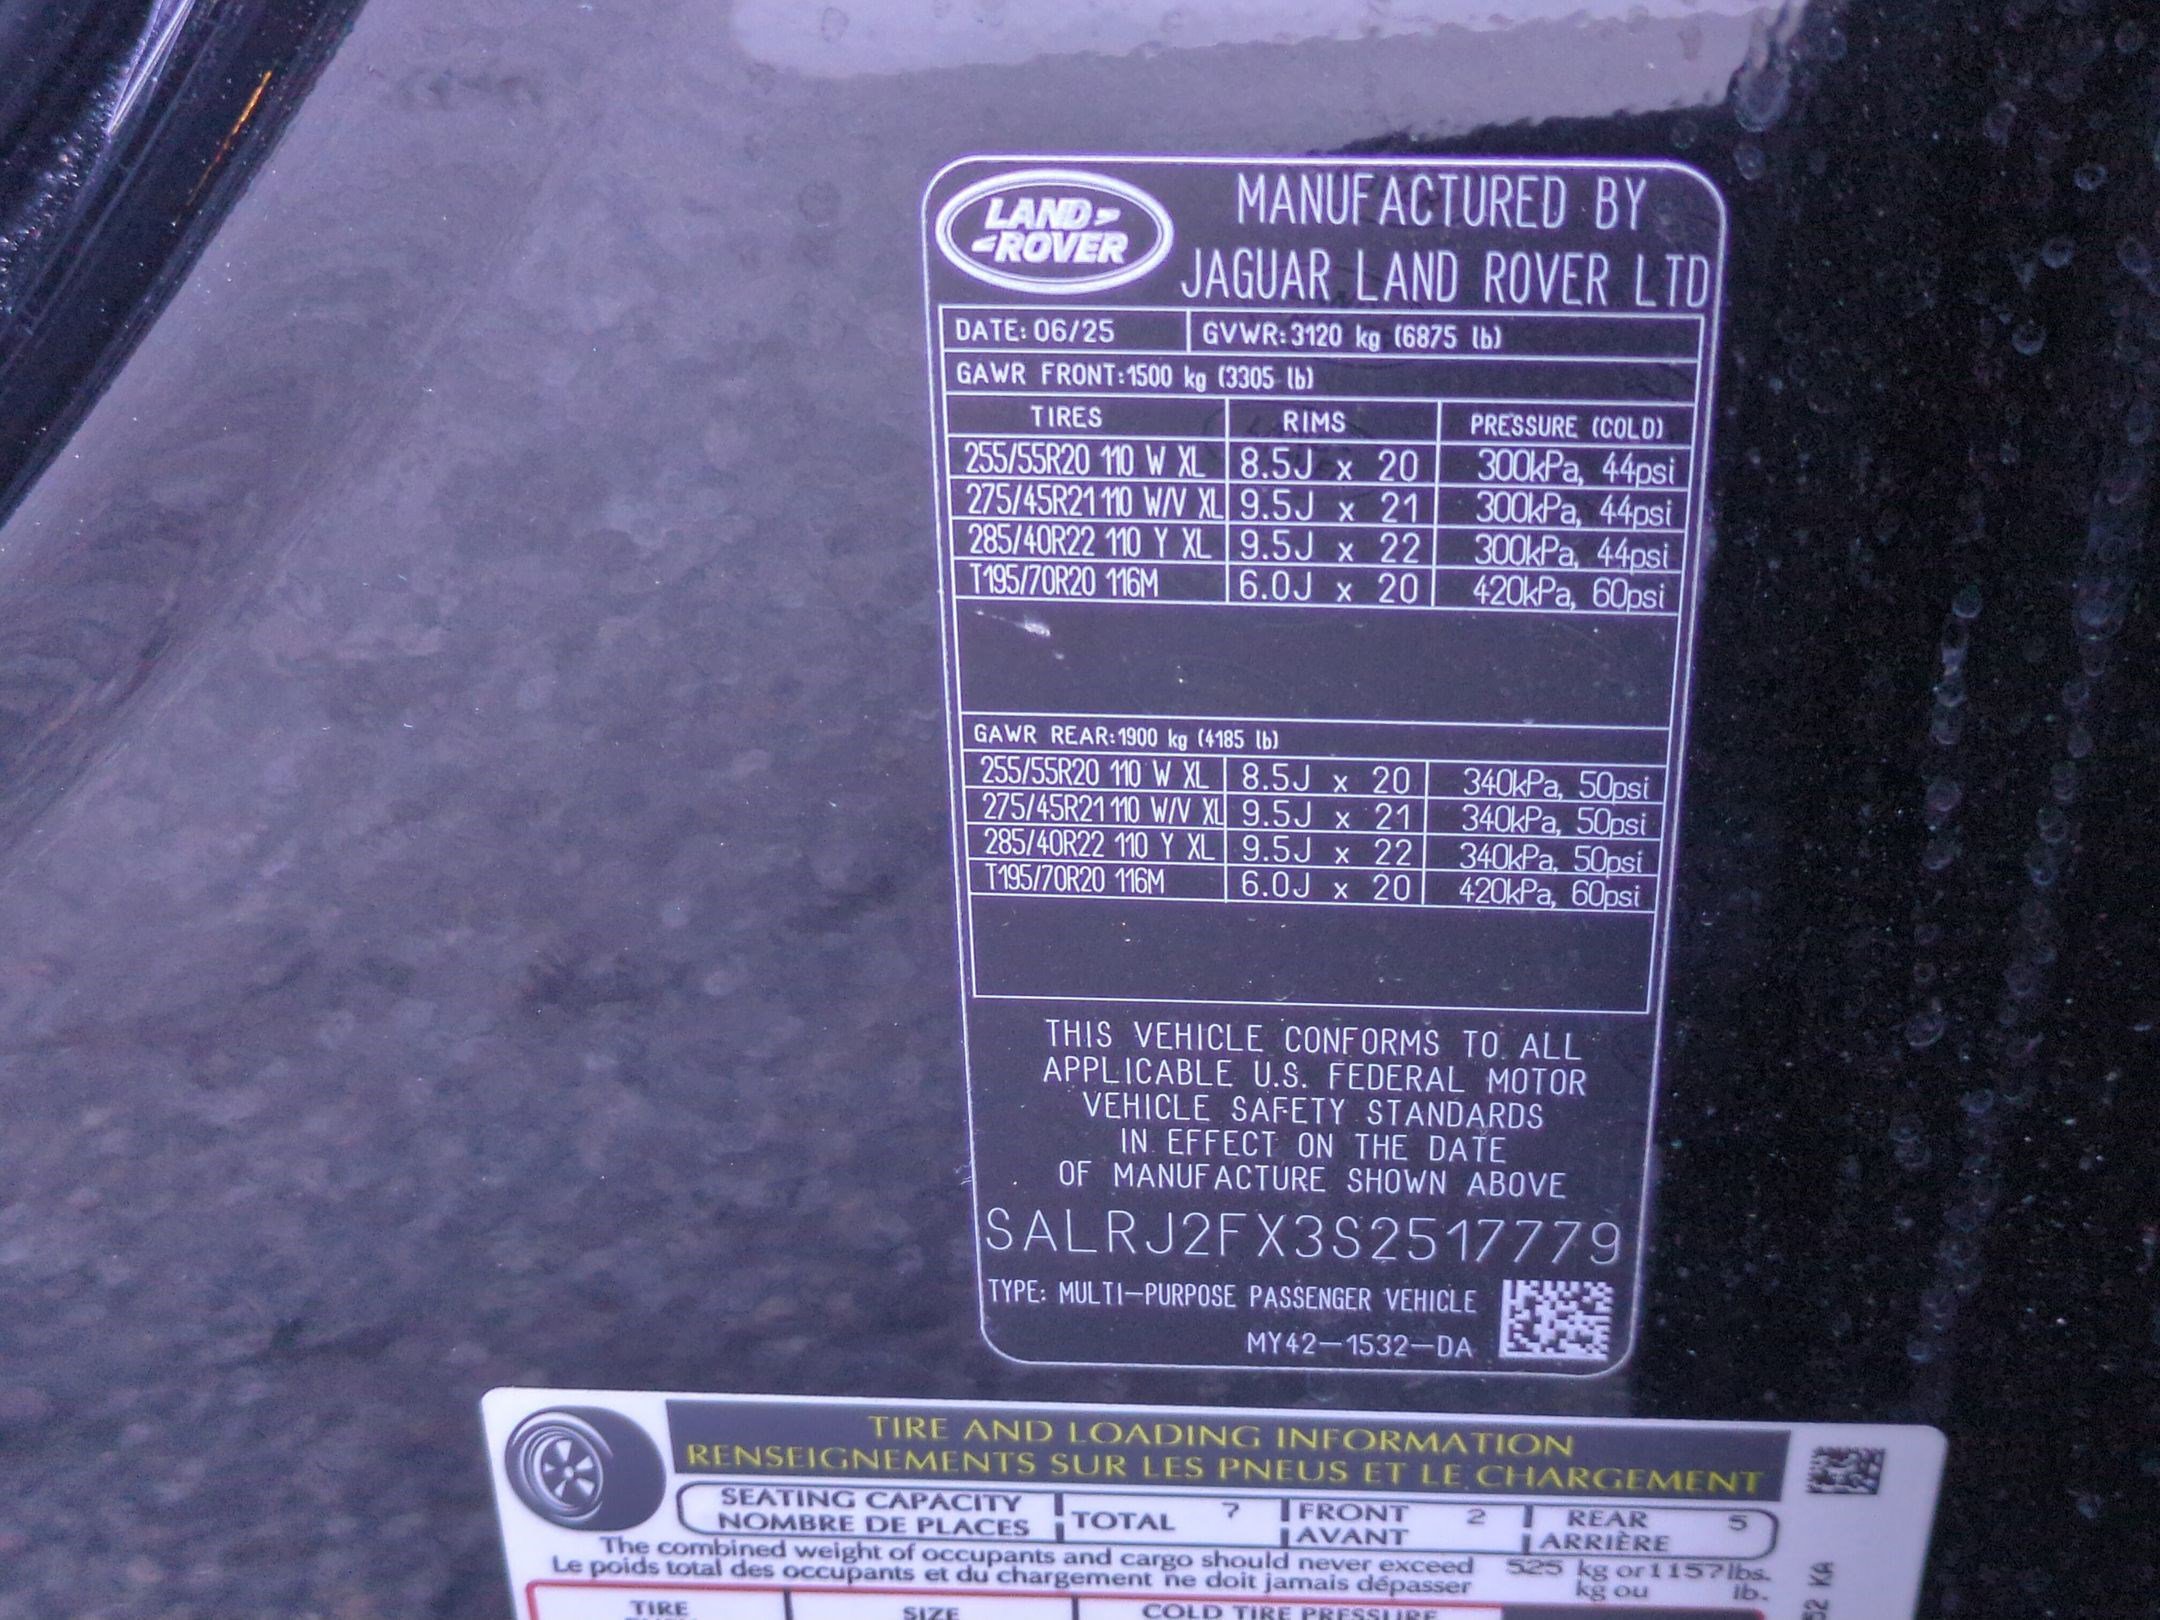 LAND ROVER
MANUFACTURED BY
JAGUAR LAND ROVER LTD
DATE: 06/25 GVWR: 3120 kg (6875 lb)
GAWR FRONT: 1500 kg (3305 lb)
TIRES RIMS PRESSURE (COLD)
255/55R20 110 W XL 8.5J x 20 300kPa, 44psi
275/45R21 110 W/V XL 9.5J x 21 300kPa, 44psi
285/40R22 110 Y XL 9.5J x 22 300kPa, 44psi
T195/70R20 116M 6.0J x 20 420kPa, 60psi
GAWR REAR: 1900 kg (4185 lb)
255/55R20 110 W XL 8.5J x 20 340kPa, 50psi
275/45R21 110 W/V XL 9.5J x 21 340kPa, 50psi
285/40R22 110 Y XL 9.5J x 22 340kPa, 50psi
T195/70R20 116M 6.0J x 20 420kPa, 60psi
THIS VEHICLE CONFORMS TO ALL
APPLICABLE U.S. FEDERAL MOTOR
VEHICLE SAFETY STANDARDS
IN EFFECT ON THE DATE
OF MANUFACTURE SHOWN ABOVE
SALRJ2FX3S2517779
TYPE: MULTI-PURPOSE PASSENGER VEHICLE
MY42-1532-DA
TIRE AND LOADING INFORMATION
RENSEIGNEMENTS SUR LES PNEUS ET LE CHARGEMENT
SEATING CAPACITY TOTAL 7 FRONT 2 REAR 5
NOMBRE DE PLACES AVANT ARRIÈRE
The combined weight of occupants and cargo should never exceed 525 kg or 1157 lbs.
Le poids total des occupants et du chargement ne doit jamais dépasser kg ou lb.
TIRE SIZE COLD TIRE PRESSURE
52 KA